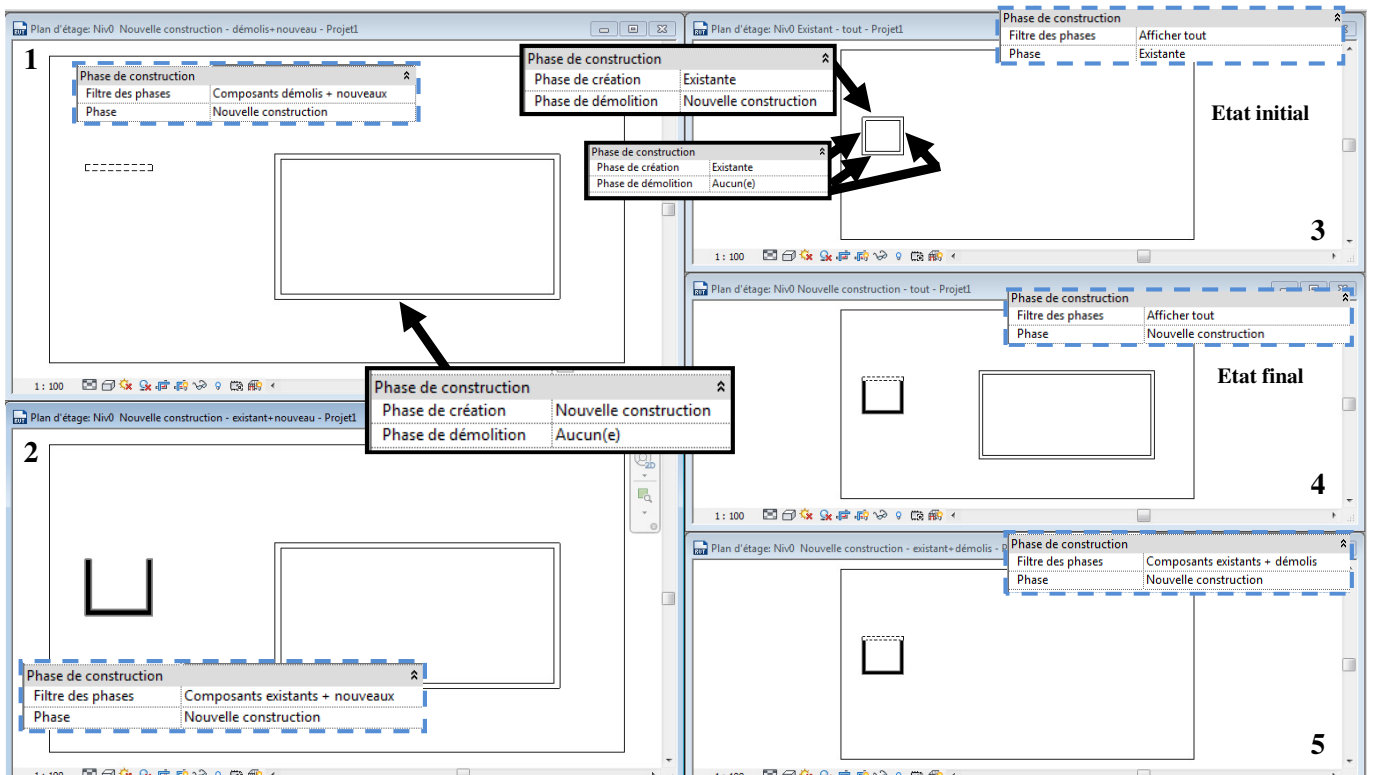 Plan d'étage: Niv0 Nouvelle construction - démolis+nouveau - Projet1
1
Phase de construction
Filtre des phases Composants démolis + nouveaux
Phase Nouvelle construction
1 : 100
Plan d'étage: Niv0 Nouvelle construction - existant+nouveau - Projet1
2
2D
Phase de construction
Filtre des phases Composants existants + nouveaux
Phase Nouvelle construction
1 : 100
Phase de construction
Phase de création Nouvelle construction
Phase de démolition Aucun(e)
Phase de construction
Phase de création Existante
Phase de démolition Nouvelle construction
Phase de construction
Phase de création Existante
Phase de démolition Aucun(e)
Plan d'étage: Niv0 Existant - tout - Projet1
Phase de construction
Filtre des phases Afficher tout
Phase Existante
Etat initial
3
1 : 100
Plan d'étage: Niv0 Nouvelle construction - tout - Projet1
Phase de construction
Filtre des phases Afficher tout
Phase Nouvelle construction
Etat final
4
1 : 100
Plan d'étage: Niv0 Nouvelle construction - existant+démolis -
Phase de construction
Filtre des phases Composants existants + démolis
Phase Nouvelle construction
5
1 : 100